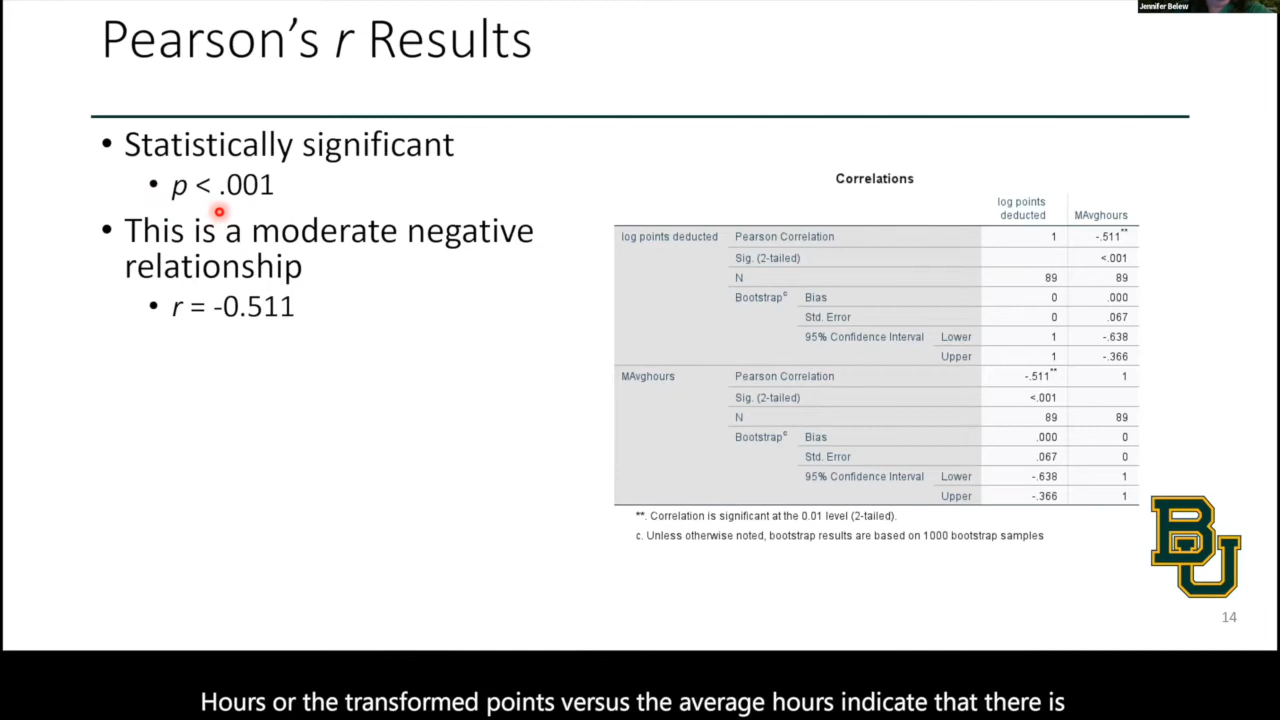 Jennifer Belew
Pearson's r Results
• Statistically significant
• p < .001
• This is a moderate negative
relationship
• r = -0.511
Correlations
log points
deducted MAvghours
log points deducted Pearson Correlation 1 -.511**
Sig. (2-tailed) <.001
N 89 89
Bootstrapc Bias 0 .000
Std. Error 0 .067
95% Confidence Interval Lower 1 -.638
Upper 1 -.366
MAvghours Pearson Correlation -.511** 1
Sig. (2-tailed) <.001
N 89 89
Bootstrapc Bias .000 0
Std. Error .067 0
95% Confidence Interval Lower -.638 1
Upper -.366 1
**. Correlation is significant at the 0.01 level (2-tailed).
c. Unless otherwise noted, bootstrap results are based on 1000 bootstrap samples
BU
14
Hours or the transformed points versus the average hours indicate that there is